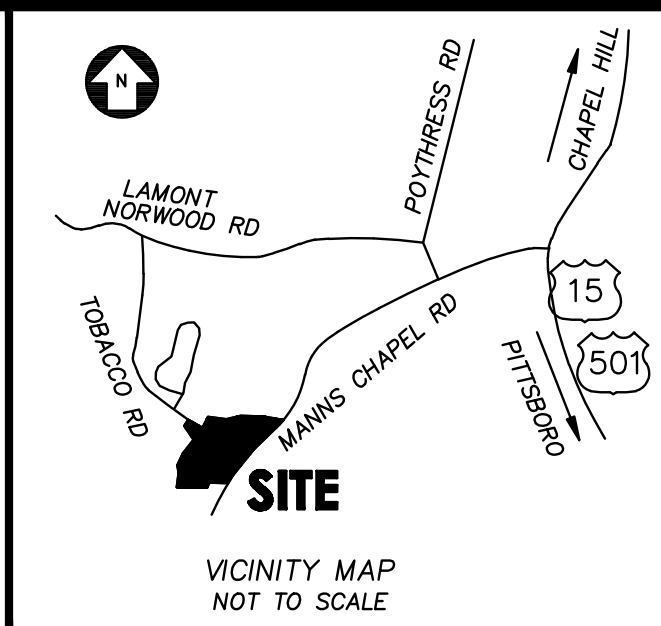 N
POYTHRESS RD
CHAPEL HILL
LAMONT
NORWOOD RD
15
TOBACCO RD
MANNS CHAPEL RD
PITTSBORO
501
SITE
VICINITY MAP
NOT TO SCALE